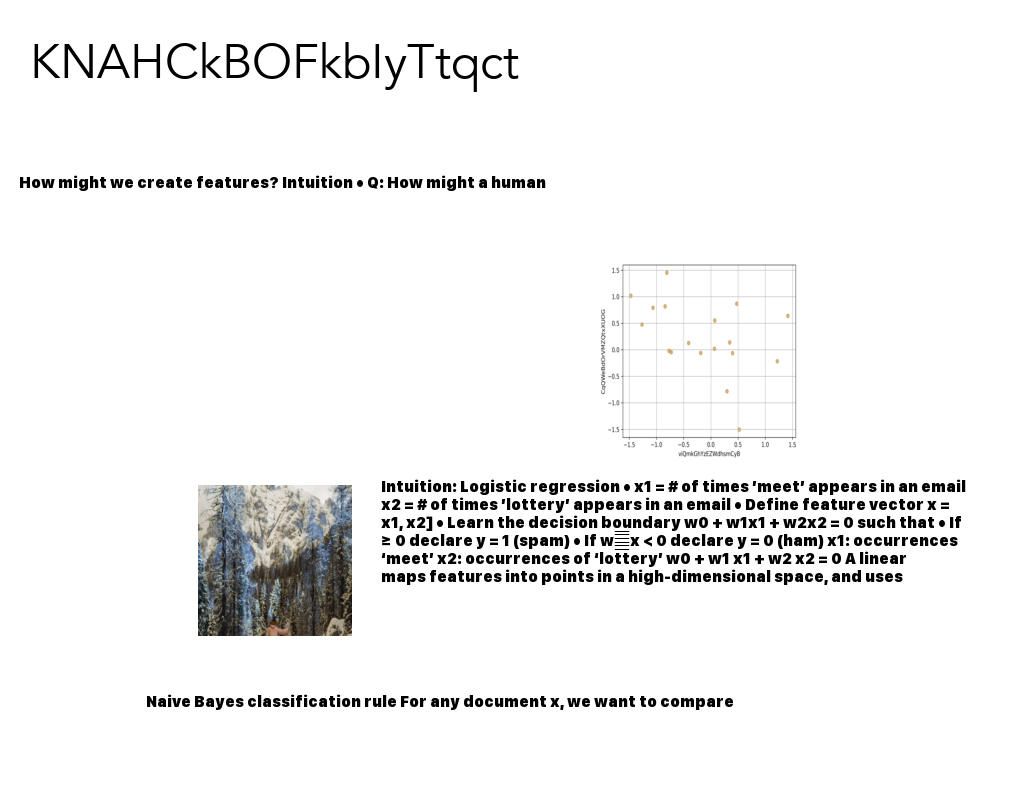 KNAHCkBOFkbIyTtqct
How might we create features? Intuition • Q: How might a human
1.5
1.0
0.5
0.0
−0.5
−1.0
−1.5
−1.5 −1.0 −0.5 0.0 0.5 1.0 1.5
viQmkGhYzEZWdhsmCyB
Intuition: Logistic regression • x1 = # of times ’meet’ appears in an email
x2 = # of times ’lottery’ appears in an email • Define feature vector x =
x1, x2] • Learn the decision boundary w0 + w1x1 + w2x2 = 0 such that • If
≥ 0 declare y = 1 (spam) • If w x < 0 declare y = 0 (ham) x1: occurrences
‘meet’ x2: occurrences of ‘lottery’ w0 + w1 x1 + w2 x2 = 0 A linear
maps features into points in a high-dimensional space, and uses
Naive Bayes classification rule For any document x, we want to compare